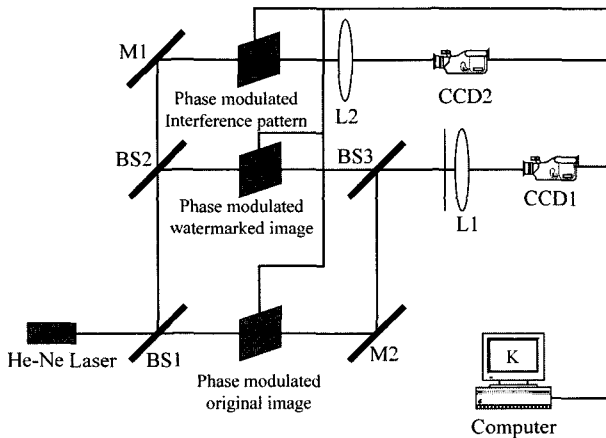 M1
Phase modulated
Interference pattern
L2
CCD2
BS2
BS3
Phase modulated
watermarked image
L1
CCD1
He-Ne Laser
BS1
M2
Phase modulated
original image
K
Computer